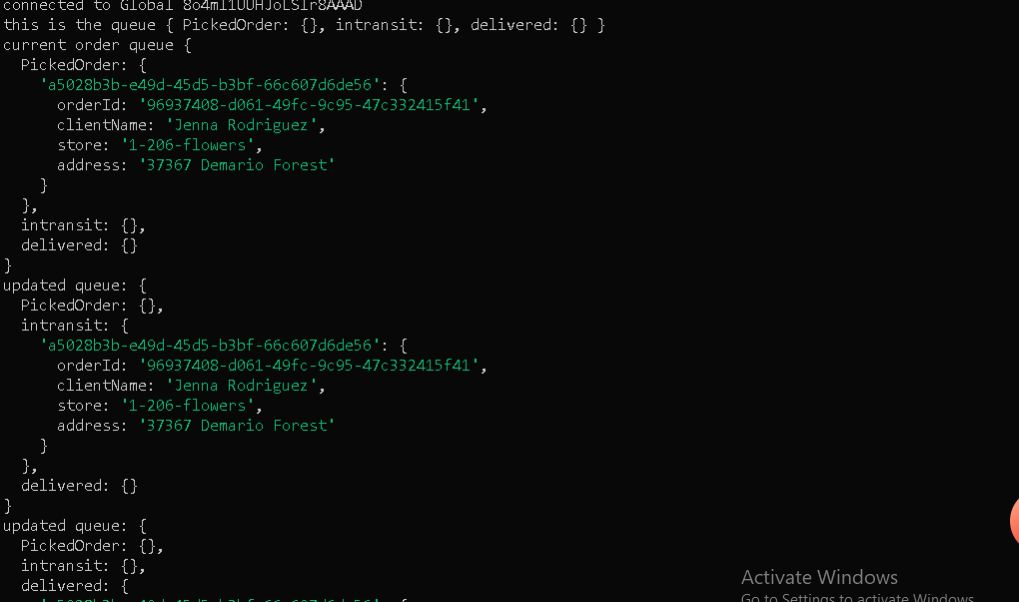 connected to Global
this is the queue { PickedOrder: {}, intransit: {}, delivered: {} }
current order queue {
  PickedOrder: {
    'a5028b3b-e49d-45d5-b3bf-66c607d6de56': {
      orderId: '96937408-d061-49fc-9c95-47c332415f41',
      clientName: 'Jenna Rodriguez',
      store: '1-206-flowers',
      address: '37367 Demario Forest'
    }
  },
  intransit: {},
  delivered: {}
}
updated queue: {
  PickedOrder: {},
  intransit: {
    'a5028b3b-e49d-45d5-b3bf-66c607d6de56': {
      orderId: '96937408-d061-49fc-9c95-47c332415f41',
      clientName: 'Jenna Rodriguez',
      store: '1-206-flowers',
      address: '37367 Demario Forest'
    }
  },
  delivered: {}
}
updated queue: {
  PickedOrder: {},
  intransit: {},
  delivered: {
Activate Windows
Go to Settings to activate Windows.